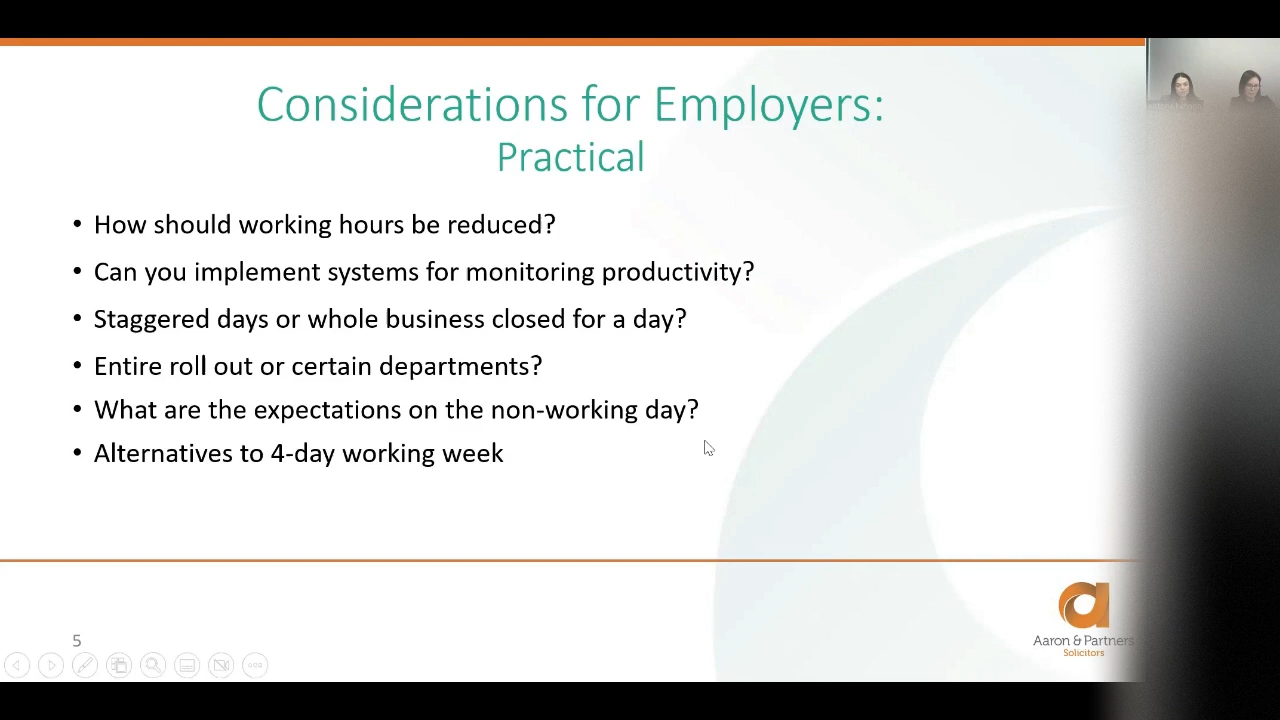 Considerations for Employers:
Practical
• How should working hours be reduced?
• Can you implement systems for monitoring productivity?
• Staggered days or whole business closed for a day?
• Entire roll out or certain departments?
• What are the expectations on the non-working day?
• Alternatives to 4-day working week
5
Aaron & Partners
Solicitors